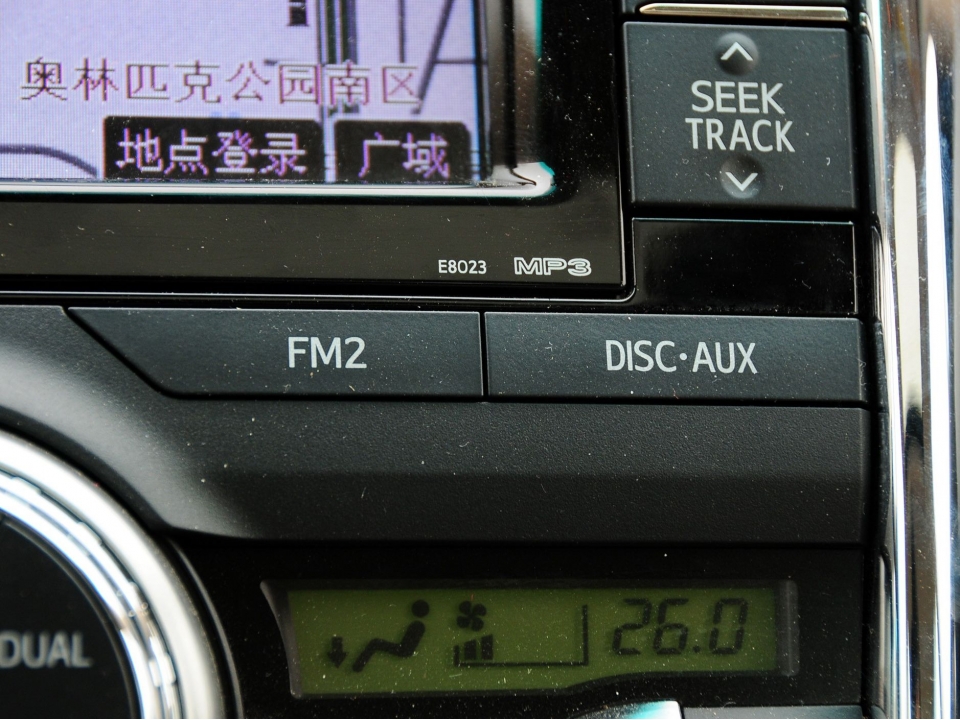 奥林匹克公园南区
地点登录 广域
SEEK
TRACK
E8023 MP3
FM2
DISC·AUX
26.0
DUAL